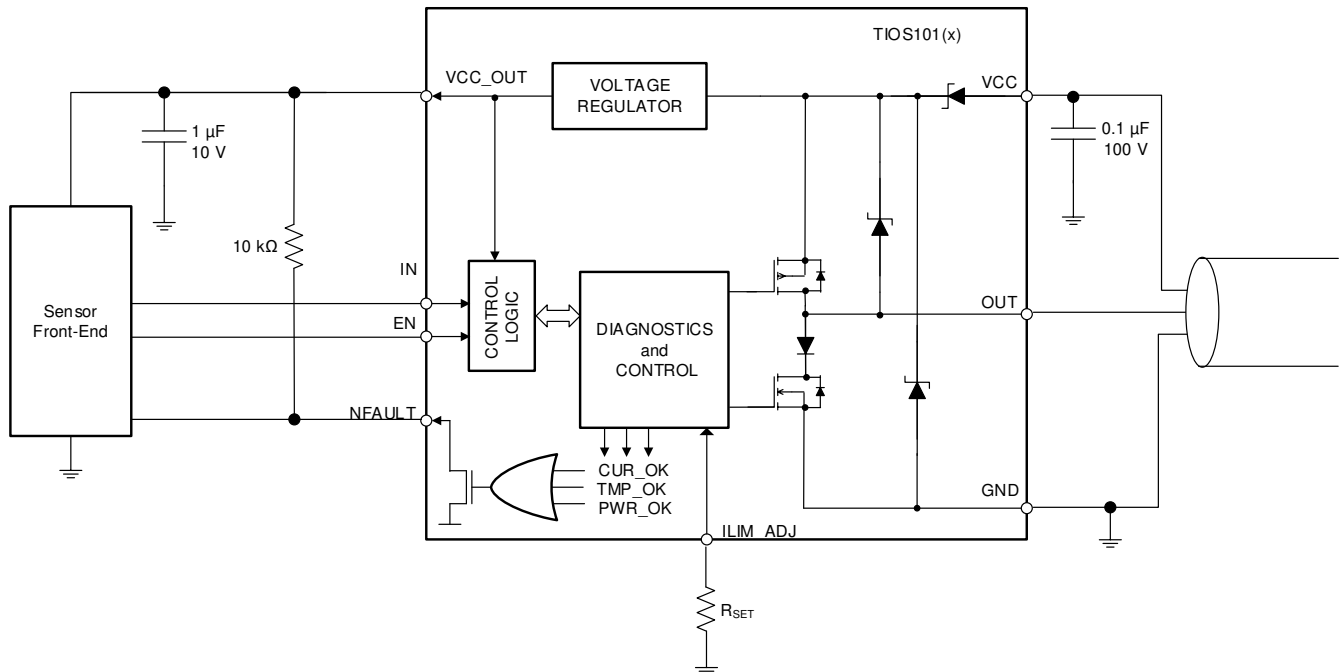 TIOS101(x)
VCC_OUT
VOLTAGE
REGULATOR
VCC
1 µF
10 V
0.1 µF
100 V
10 kΩ
IN
Sensor
Front-End
EN
CONTROL
LOGIC
DIAGNOSTICS
and
CONTROL
OUT
NFAULT
CUR_OK
TMP_OK
PWR_OK
GND
ILIM_ADJ
RSET